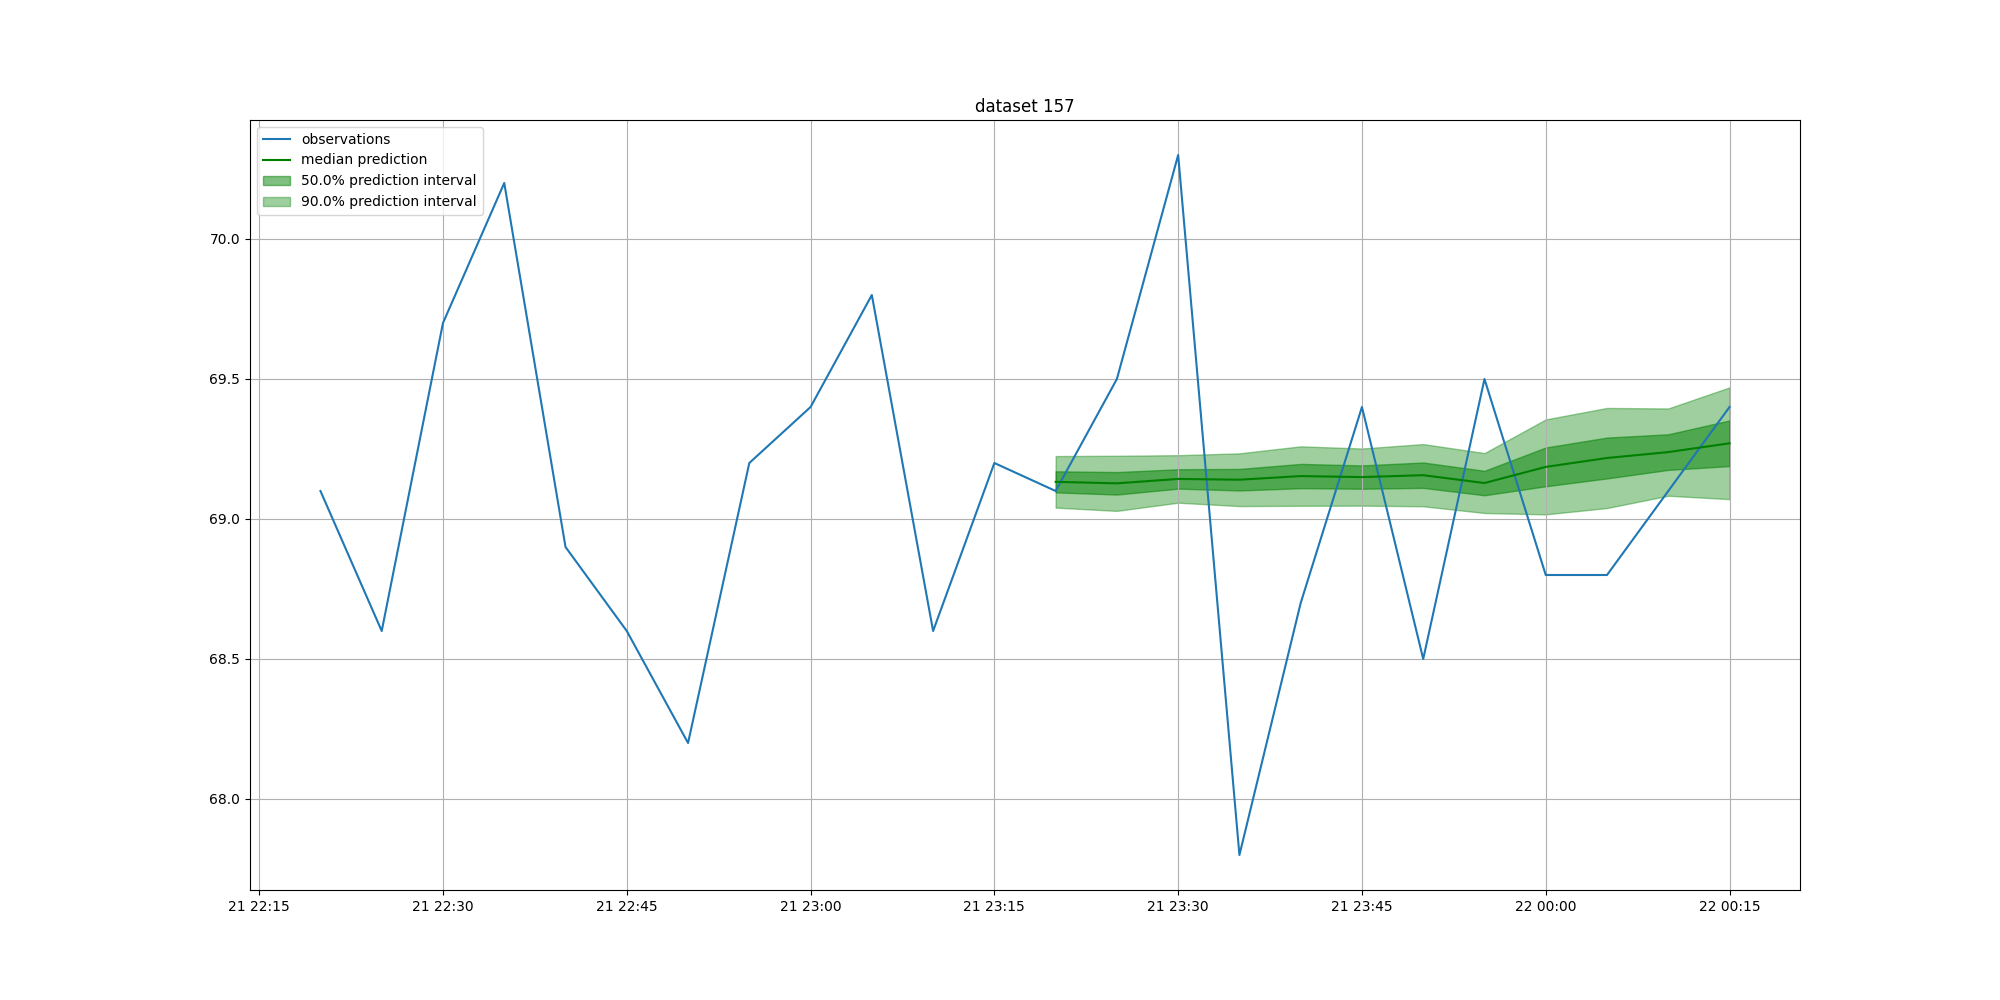 dataset 157
observations
median prediction
50.0% prediction interval
90.0% prediction interval
70.0
69.5
69.0
68.5
68.0
21 22:15
21 22:30
21 22:45
21 23:00
21 23:15
21 23:30
21 23:45
22 00:00
22 00:15